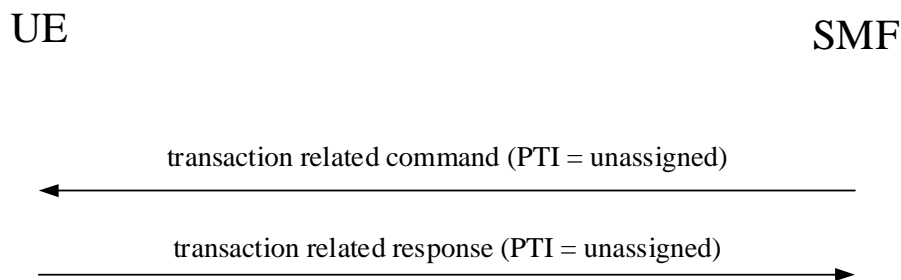 UE
SMF
transaction related command (PTI = unassigned)
transaction related response (PTI = unassigned)